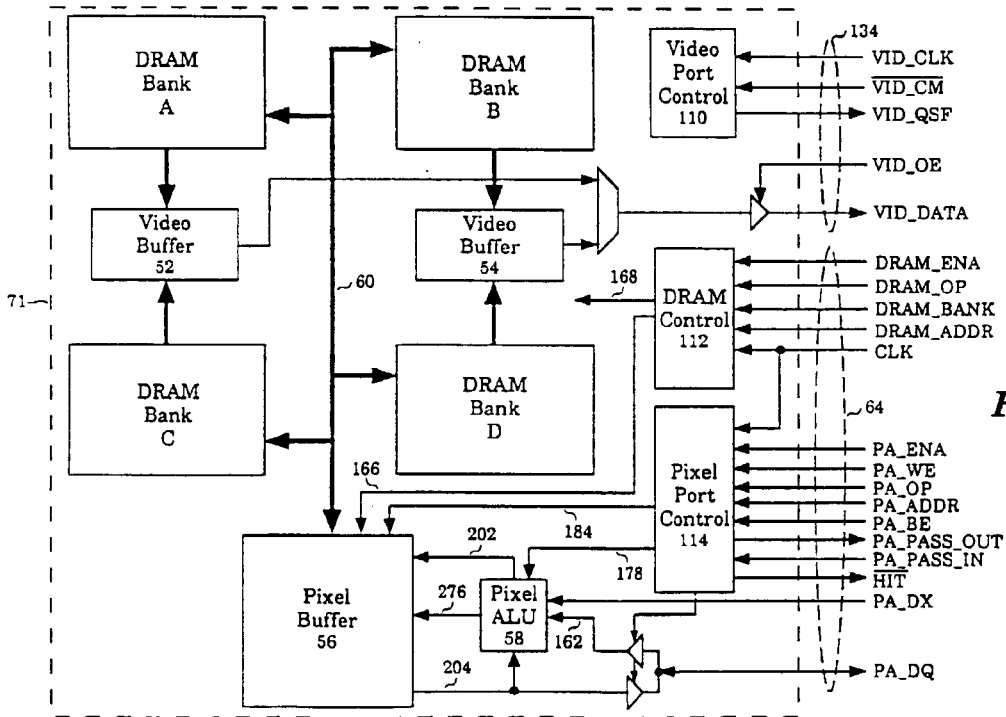 DRAM
Bank
A
DRAM
Bank
B
Video
Port
Control
110
134
VID_CLK
VID_CM
VID_QSF
VID_OE
VID_DATA
Video
Buffer
52
Video
Buffer
54
71
60
168
DRAM
Control
112
DRAM_ENA
DRAM_OP
DRAM_BANK
DRAM_ADDR
CLK
DRAM
Bank
C
DRAM
Bank
D
64
166
184
Pixel
Port
Control
114
PA_ENA
PA_WE
PA_OP
PA_ADDR
PA_BE
PA_PASS_OUT
PA_PASS_IN
HIT
PA_DX
PA_DQ
202
178
276
Pixel
ALU
58
162
Pixel
Buffer
56
204